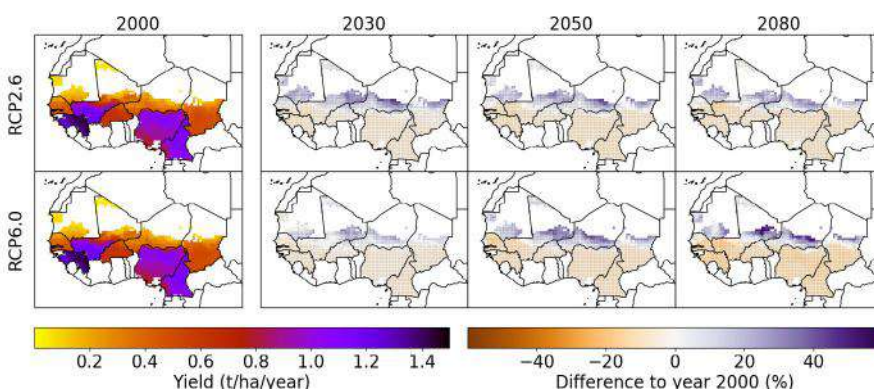 2000 2030 2050 2080
RCP2.6
RCP6.0
0.2 0.4 0.6 0.8 1.0 1.2 1.4 −40 −20 0 20 40
Yield (t/ha/year) Difference to year 2000 (%)